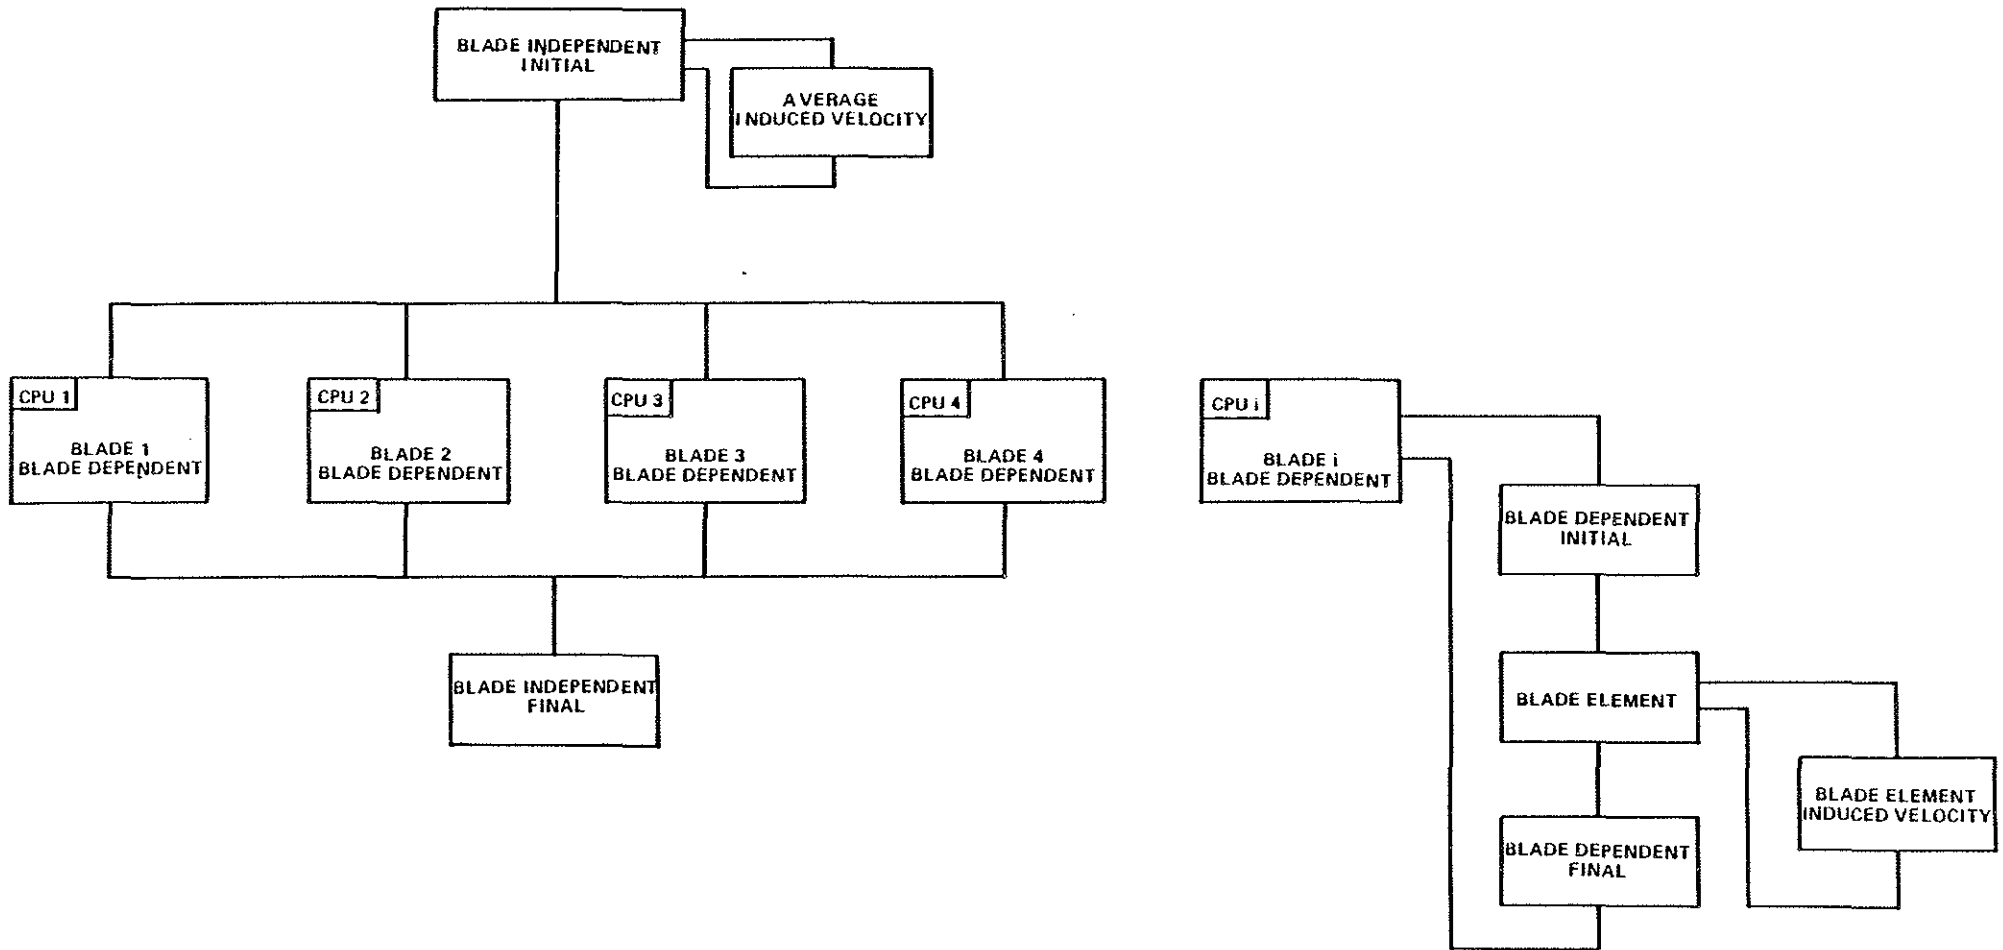 BLADE INDEPENDENT
INITIAL
AVERAGE
INDUCED VELOCITY
CPU 1
BLADE 1
BLADE DEPENDENT
CPU 2
BLADE 2
BLADE DEPENDENT
CPU 3
BLADE 3
BLADE DEPENDENT
CPU 4
BLADE 4
BLADE DEPENDENT
BLADE INDEPENDENT
FINAL
CPU i
BLADE i
BLADE DEPENDENT
BLADE DEPENDENT
INITIAL
BLADE ELEMENT
BLADE ELEMENT
INDUCED VELOCITY
BLADE DEPENDENT
FINAL